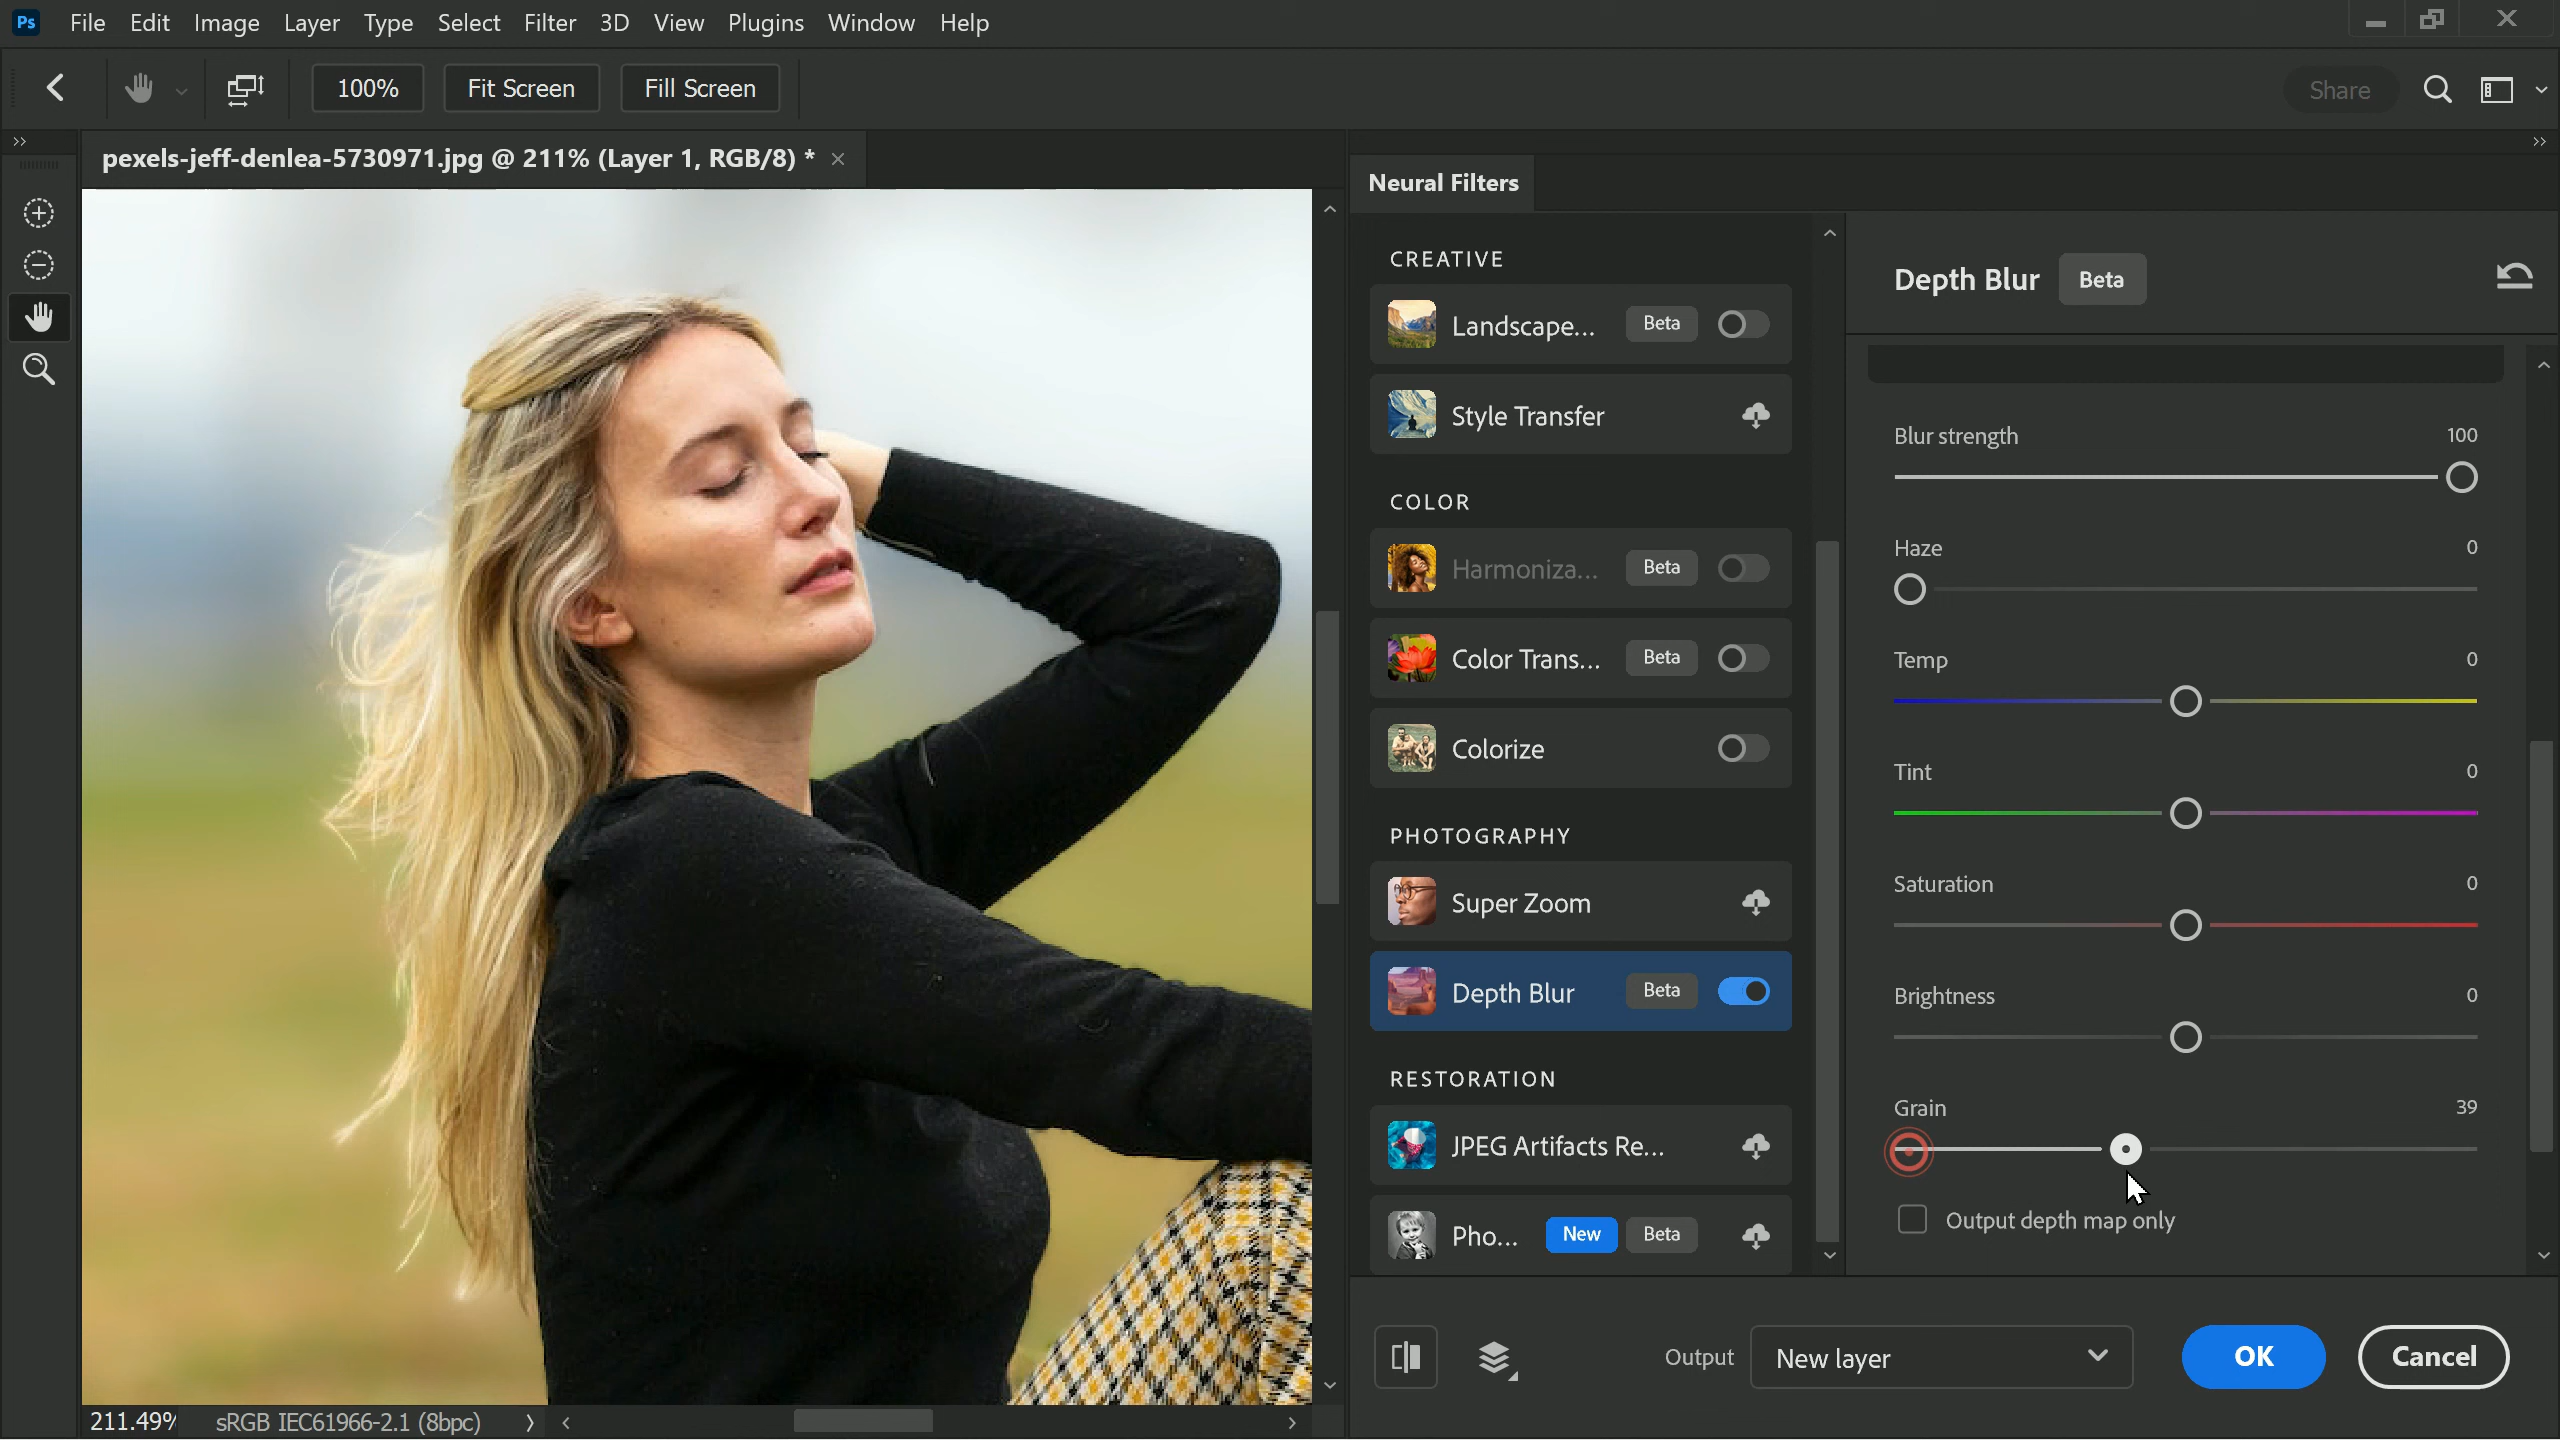 Ps File Edit Image Layer Type Select Filter 3D View Plugins Window Help
100% Fit Screen Fill Screen Share
pexels-jeff-denlea-5730971.jpg @ 211% (Layer 1, RGB/8) *
Neural Filters
CREATIVE
Landscape... Beta
Style Transfer
COLOR
Harmoniza... Beta
Color Trans... Beta
Colorize
PHOTOGRAPHY
Super Zoom
Depth Blur Beta
RESTORATION
JPEG Artifacts Re...
Pho... New Beta
Depth Blur Beta
Blur strength 100
Haze 0
Temp 0
Tint 0
Saturation 0
Brightness 0
Grain 39
Output depth map only
Output New layer OK Cancel
211.49% sRGB IEC61966-2.1 (8bpc)